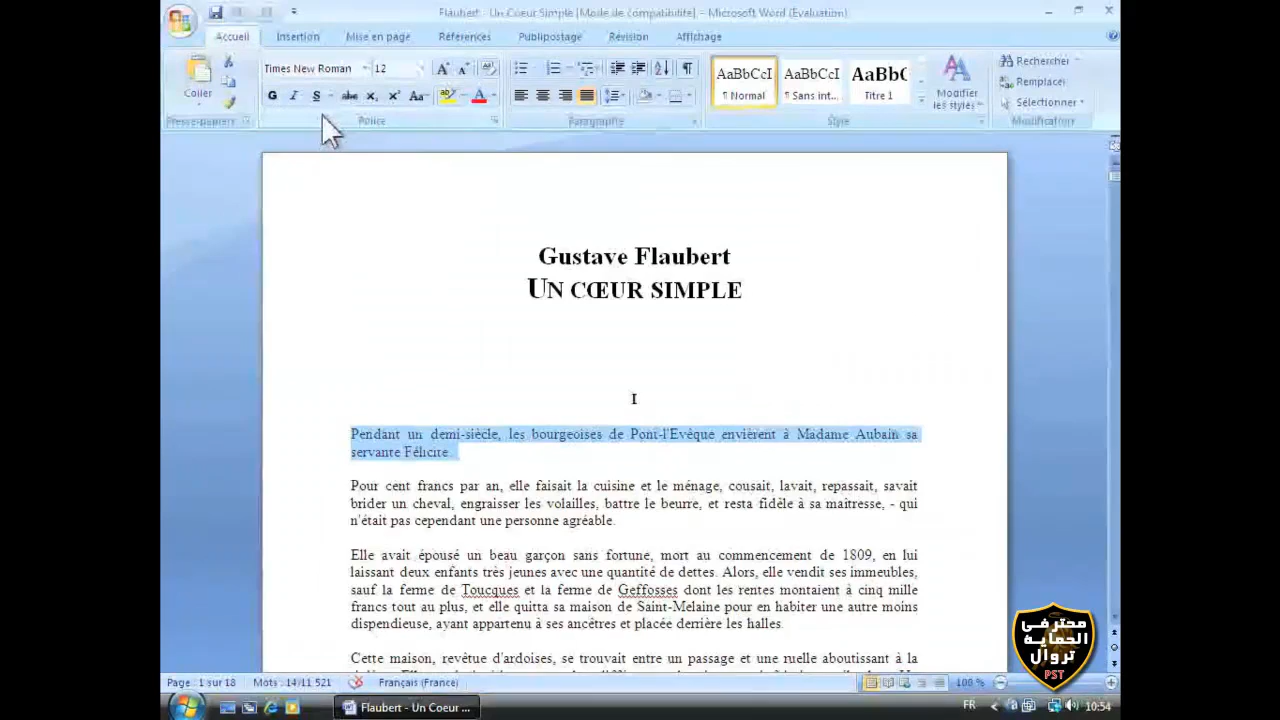 Flaubert - Un Coeur Simple [Mode de compatibilité] - Microsoft Word (Evaluation)
Accueil Insertion Mise en page Références Publipostage Révision Affichage
Times New Roman 12
Coller
G I S abc x₂ x² Aa
AaBbCcI AaBbCcI AaBbC
¶ Normal ¶ Sans int... Titre 1
Modifier
les styles
Rechercher
Remplacer
Sélectionner
Presse-papiers Police Paragraphe Style Modification
Gustave Flaubert
UN CŒUR SIMPLE
I
Pendant un demi-siècle, les bourgeoises de Pont-l'Evêque envièrent à Madame Aubain sa
servante Félicité.
Pour cent francs par an, elle faisait la cuisine et le ménage, cousait, lavait, repassait, savait
brider un cheval, engraisser les volailles, battre le beurre, et resta fidèle à sa maîtresse, - qui
n'était pas cependant une personne agréable.
Elle avait épousé un beau garçon sans fortune, mort au commencement de 1809, en lui
laissant deux enfants très jeunes avec une quantité de dettes. Alors, elle vendit ses immeubles,
sauf la ferme de Toucques et la ferme de Geffosses dont les rentes montaient à cinq mille
francs tout au plus, et elle quitta sa maison de Saint-Melaine pour en habiter une autre moins
dispendieuse, ayant appartenu à ses ancêtres et placée derrière les halles.
Cette maison, revêtue d'ardoises, se trouvait entre un passage et une ruelle aboutissant à la
محترفي
الحماية
تروال
PST
Page : 1 sur 18 Mots : 14/11 521 Français (France) 100 %
Flaubert - Un Coeur ... FR 10:54